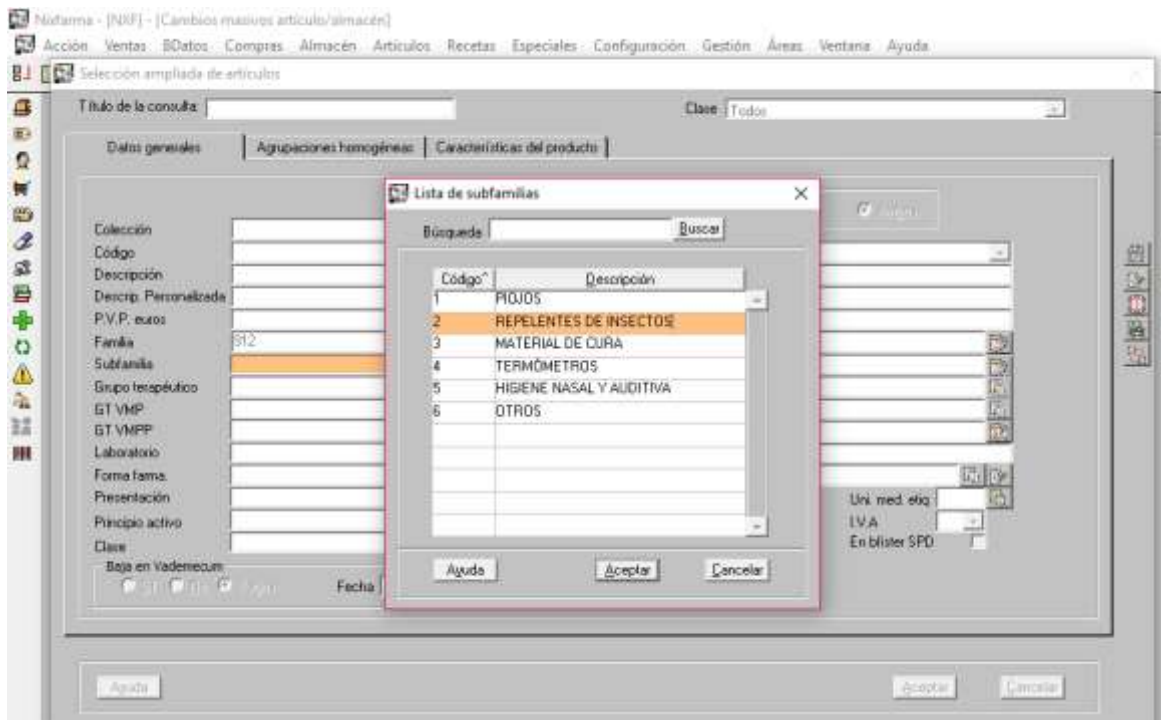 Nixfarma - [NXF] - [Cambios masivos artículo/almacén]
Acción Ventas BDatos Compras Almacén Artículos Recetas Especiales Configuración Gestión Áreas Ventana Ayuda
Selección ampliada de artículos
Título de la consulta
Clase Todos
Datos generales Agrupaciones homogéneas Características del producto
Lista de subfamilias
Búsqueda Buscar
Código^ Descripción
1 PIOJOS
2 REPELENTES DE INSECTOS
3 MATERIAL DE CURA
4 TERMÓMETROS
5 HIGIENE NASAL Y AUDITIVA
6 OTROS
Ayuda Aceptar Cancelar
Colección
Código
Descripción
Descrip. Personalizada
P.V.P. euros
Familia 912
Subfamilia
Grupo terapéutico
GT VMP
GT VMPP
Laboratorio
Forma farma.
Presentación
Uni. med. etiq
Principio activo
I.V.A
Clase
En blister SPD
Baja en Vademecum
Fecha
Ayuda Aceptar Cancelar